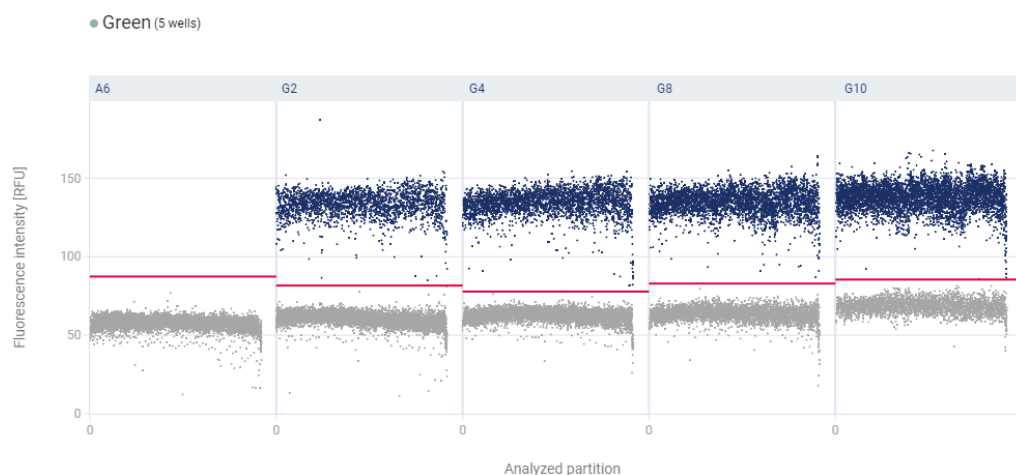 Green (5 wells)
A6 G2 G4 G8 G10
Fluorescence intensity [RFU]
150
100
50
0
0 0 0 0 0
Analyzed partition